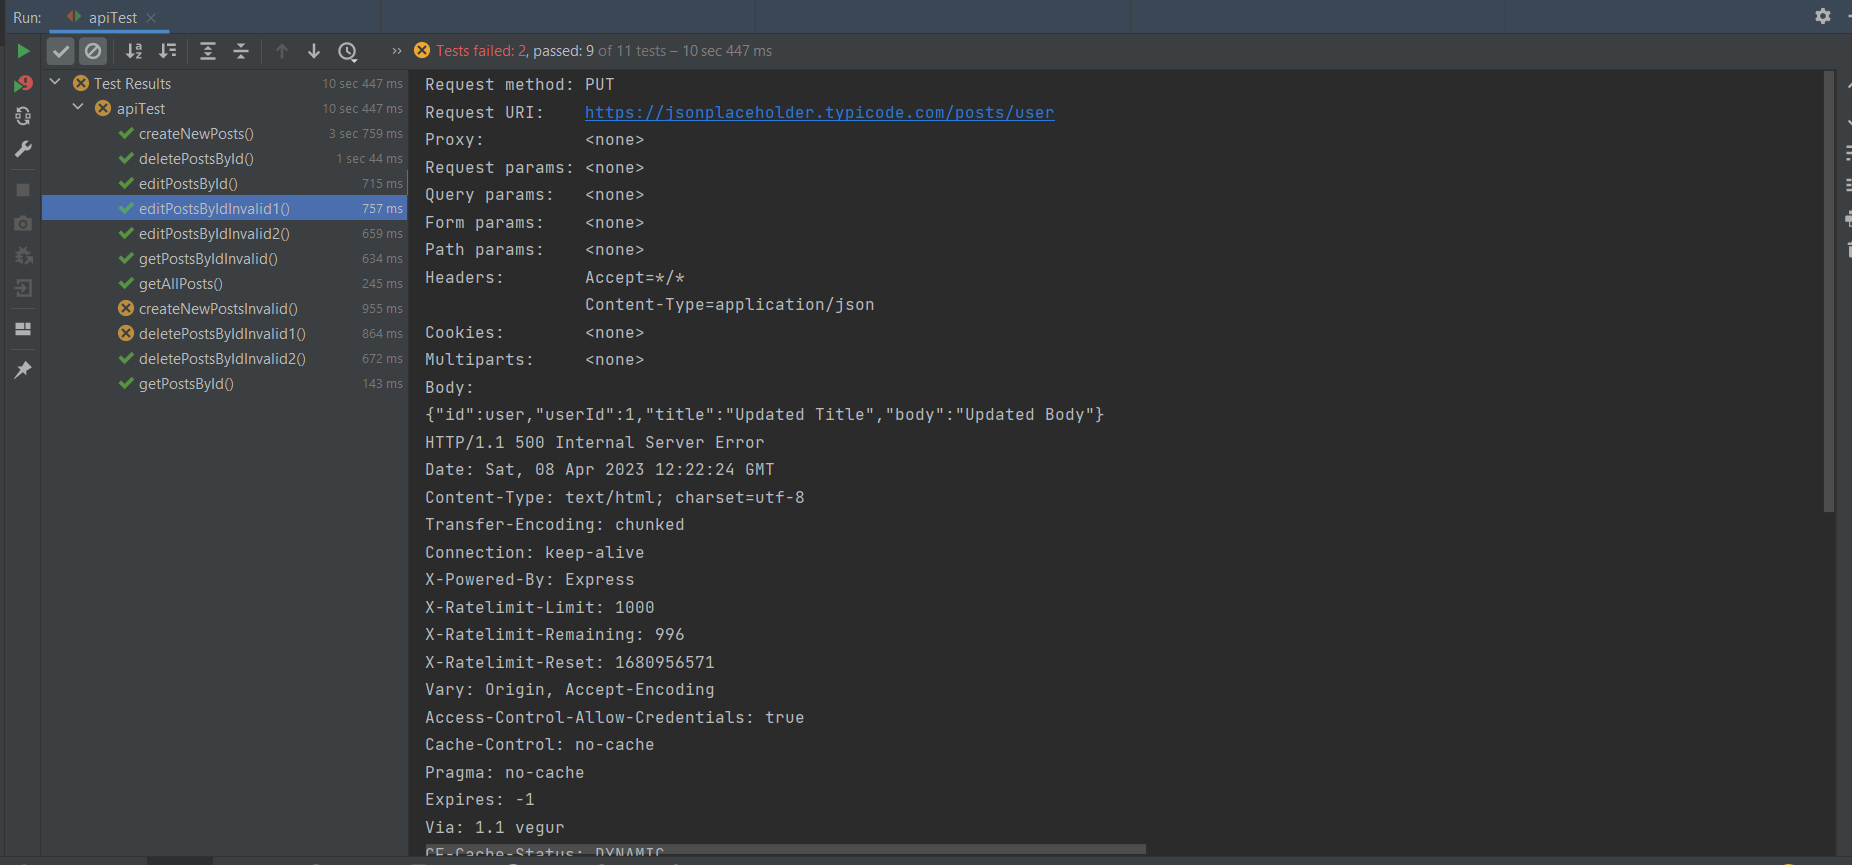 Run: apiTest
Tests failed: 2, passed: 9 of 11 tests – 10 sec 447 ms
Test Results 10 sec 447 ms
apiTest 10 sec 447 ms
createNewPosts() 3 sec 759 ms
deletePostsById() 1 sec 44 ms
editPostsById() 715 ms
editPostsByIdInvalid1() 757 ms
editPostsByIdInvalid2() 659 ms
getPostsByIdInvalid() 634 ms
getAllPosts() 245 ms
createNewPostsInvalid() 955 ms
deletePostsByIdInvalid1() 864 ms
deletePostsByIdInvalid2() 672 ms
getPostsById() 143 ms
Request method: PUT
Request URI: https://jsonplaceholder.typicode.com/posts/user
Proxy: <none>
Request params: <none>
Query params: <none>
Form params: <none>
Path params: <none>
Headers: Accept=*/*
Content-Type=application/json
Cookies: <none>
Multiparts: <none>
Body:
{"id":user,"userId":1,"title":"Updated Title","body":"Updated Body"}
HTTP/1.1 500 Internal Server Error
Date: Sat, 08 Apr 2023 12:22:24 GMT
Content-Type: text/html; charset=utf-8
Transfer-Encoding: chunked
Connection: keep-alive
X-Powered-By: Express
X-Ratelimit-Limit: 1000
X-Ratelimit-Remaining: 996
X-Ratelimit-Reset: 1680956571
Vary: Origin, Accept-Encoding
Access-Control-Allow-Credentials: true
Cache-Control: no-cache
Pragma: no-cache
Expires: -1
Via: 1.1 vegur
CF-Cache-Status: DYNAMIC